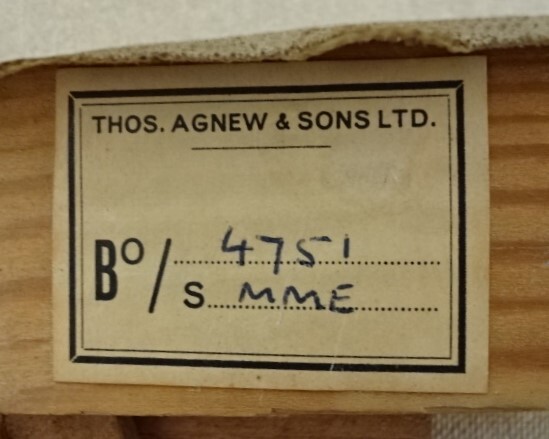 THOS. AGNEW & SONS LTD.
Bº/ 4751
S MME